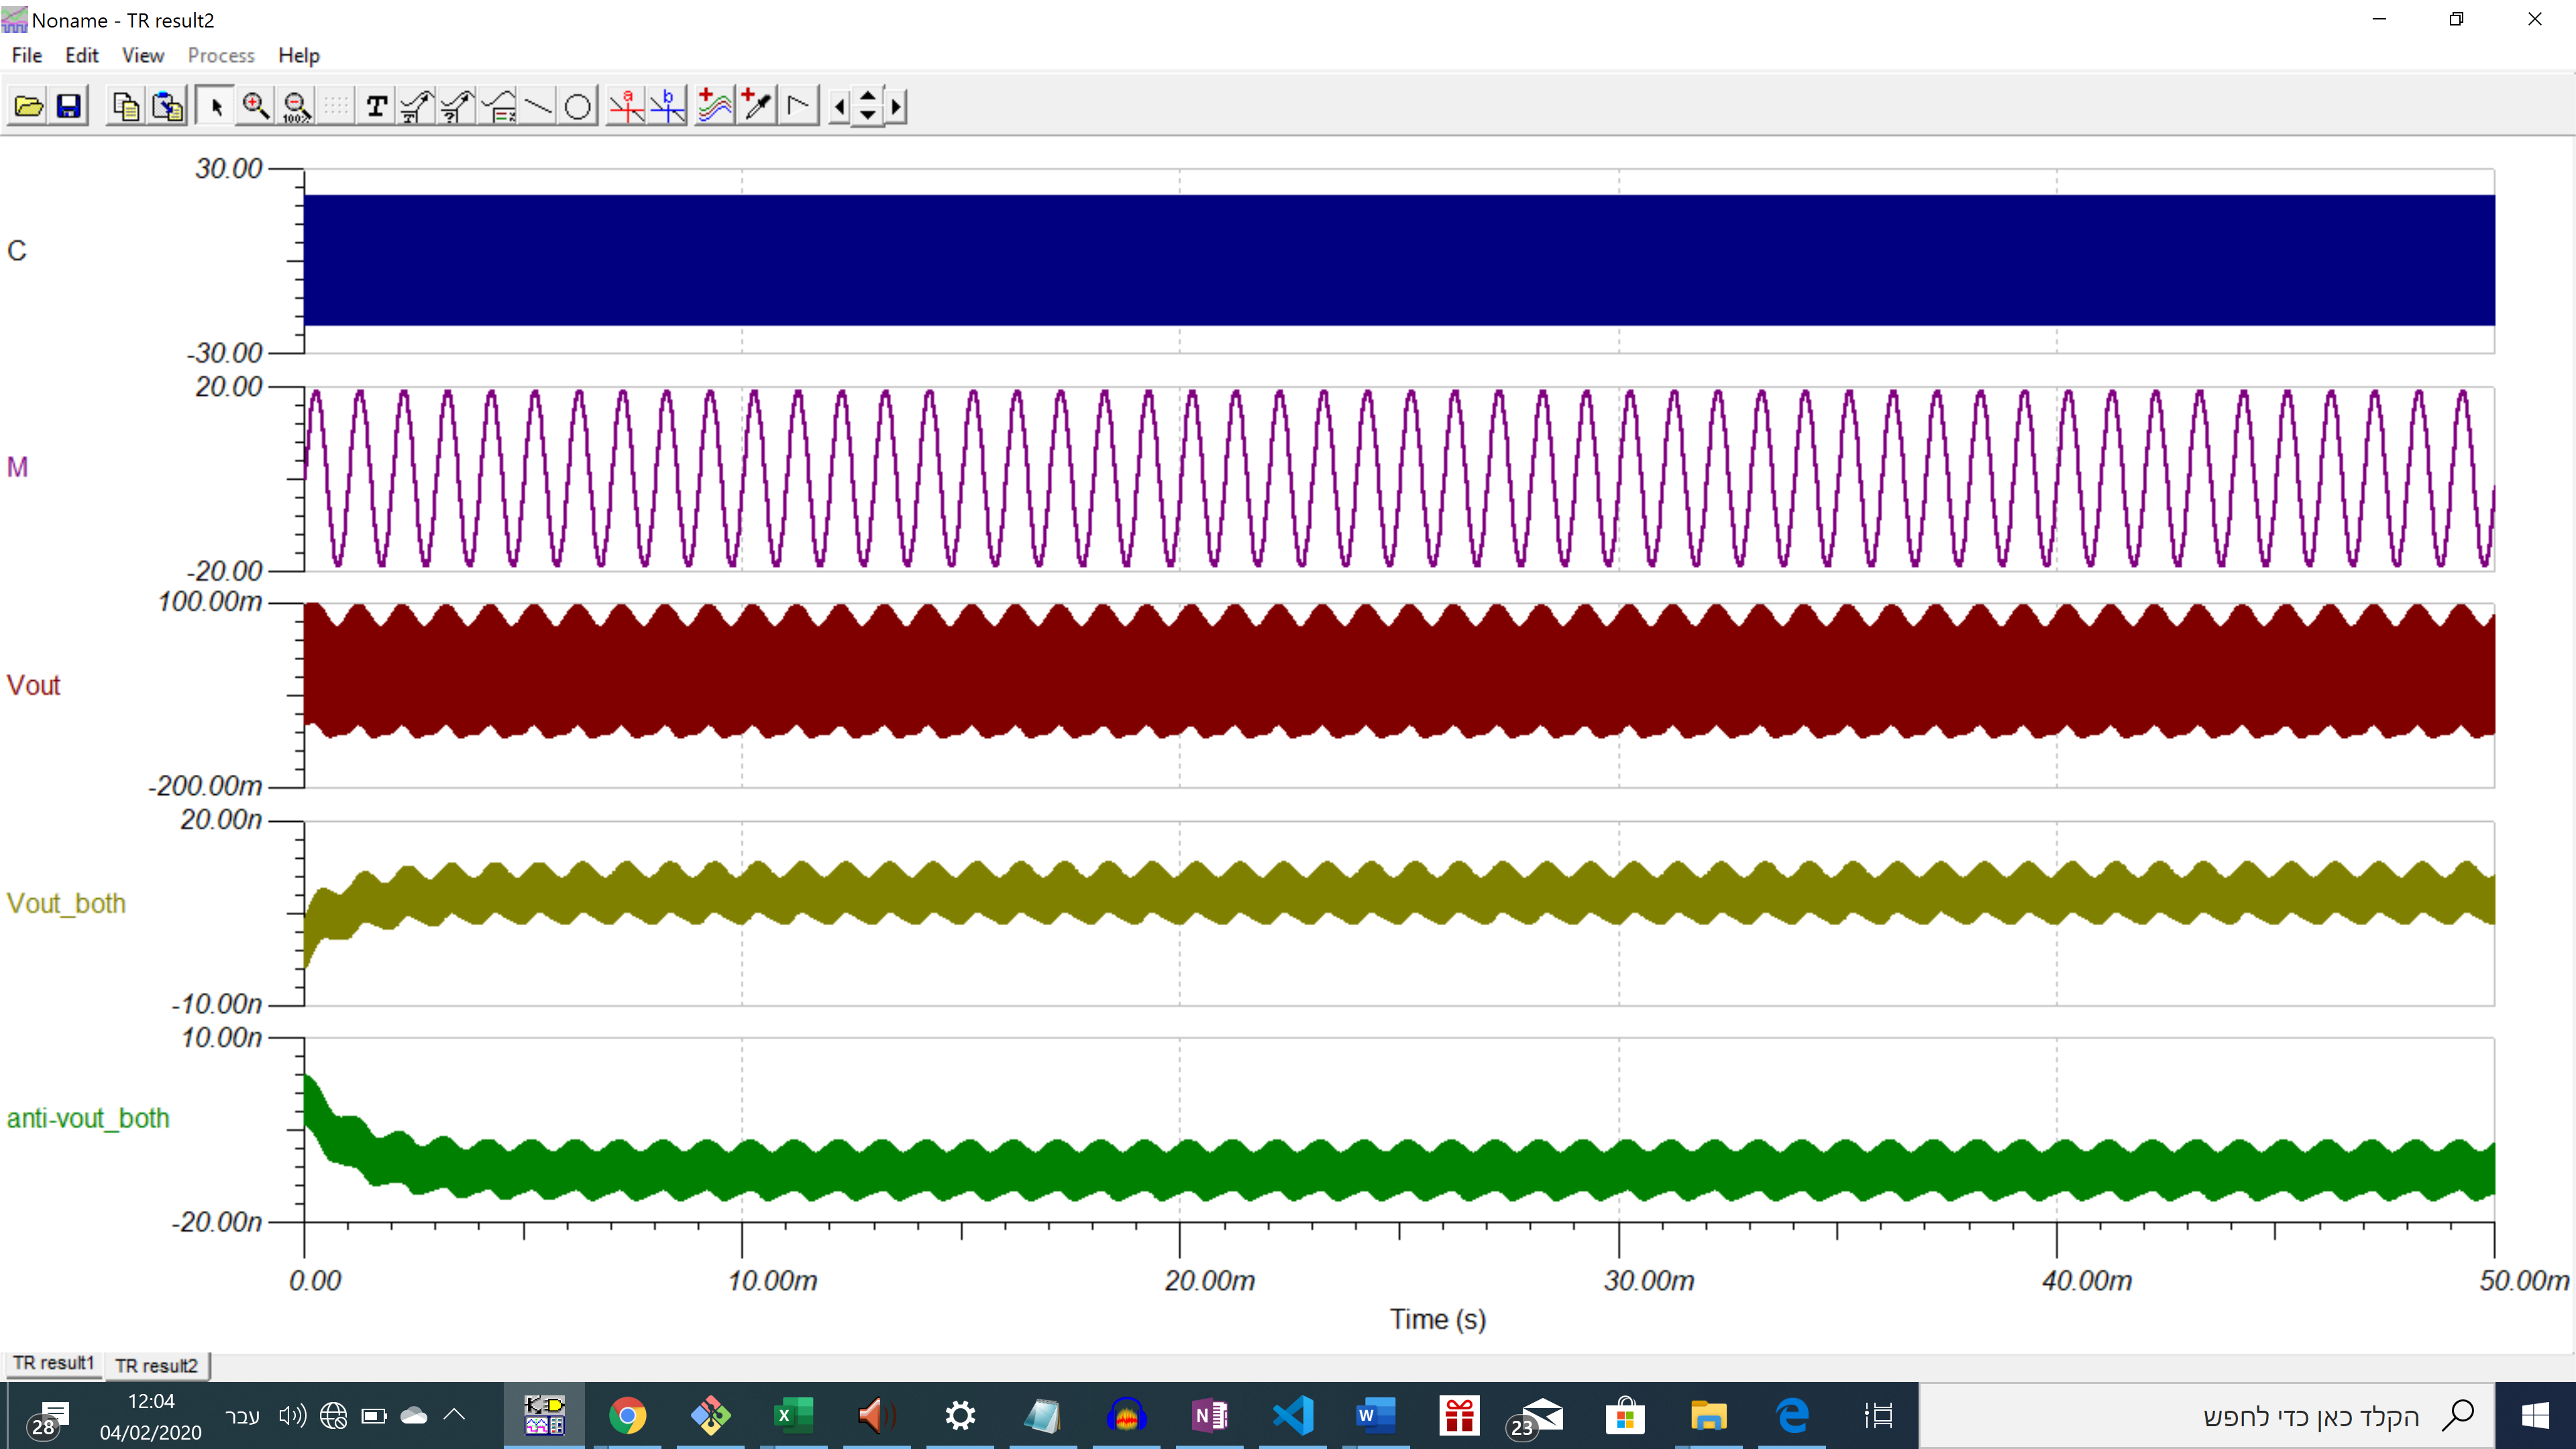 Noname - TR result2
File Edit View Process Help
T
100%
a
b
30.00
C
-30.00
20.00
M
-20.00
100.00m
Vout
-200.00m
20.00n
Vout_both
-10.00n
10.00n
anti-vout_both
-20.00n
0.00 10.00m 20.00m 30.00m 40.00m 50.00m
Time (s)
TR result1 TR result2
28
12:04
04/02/2020
עבר
23
הקלד כאן כדי לחפש